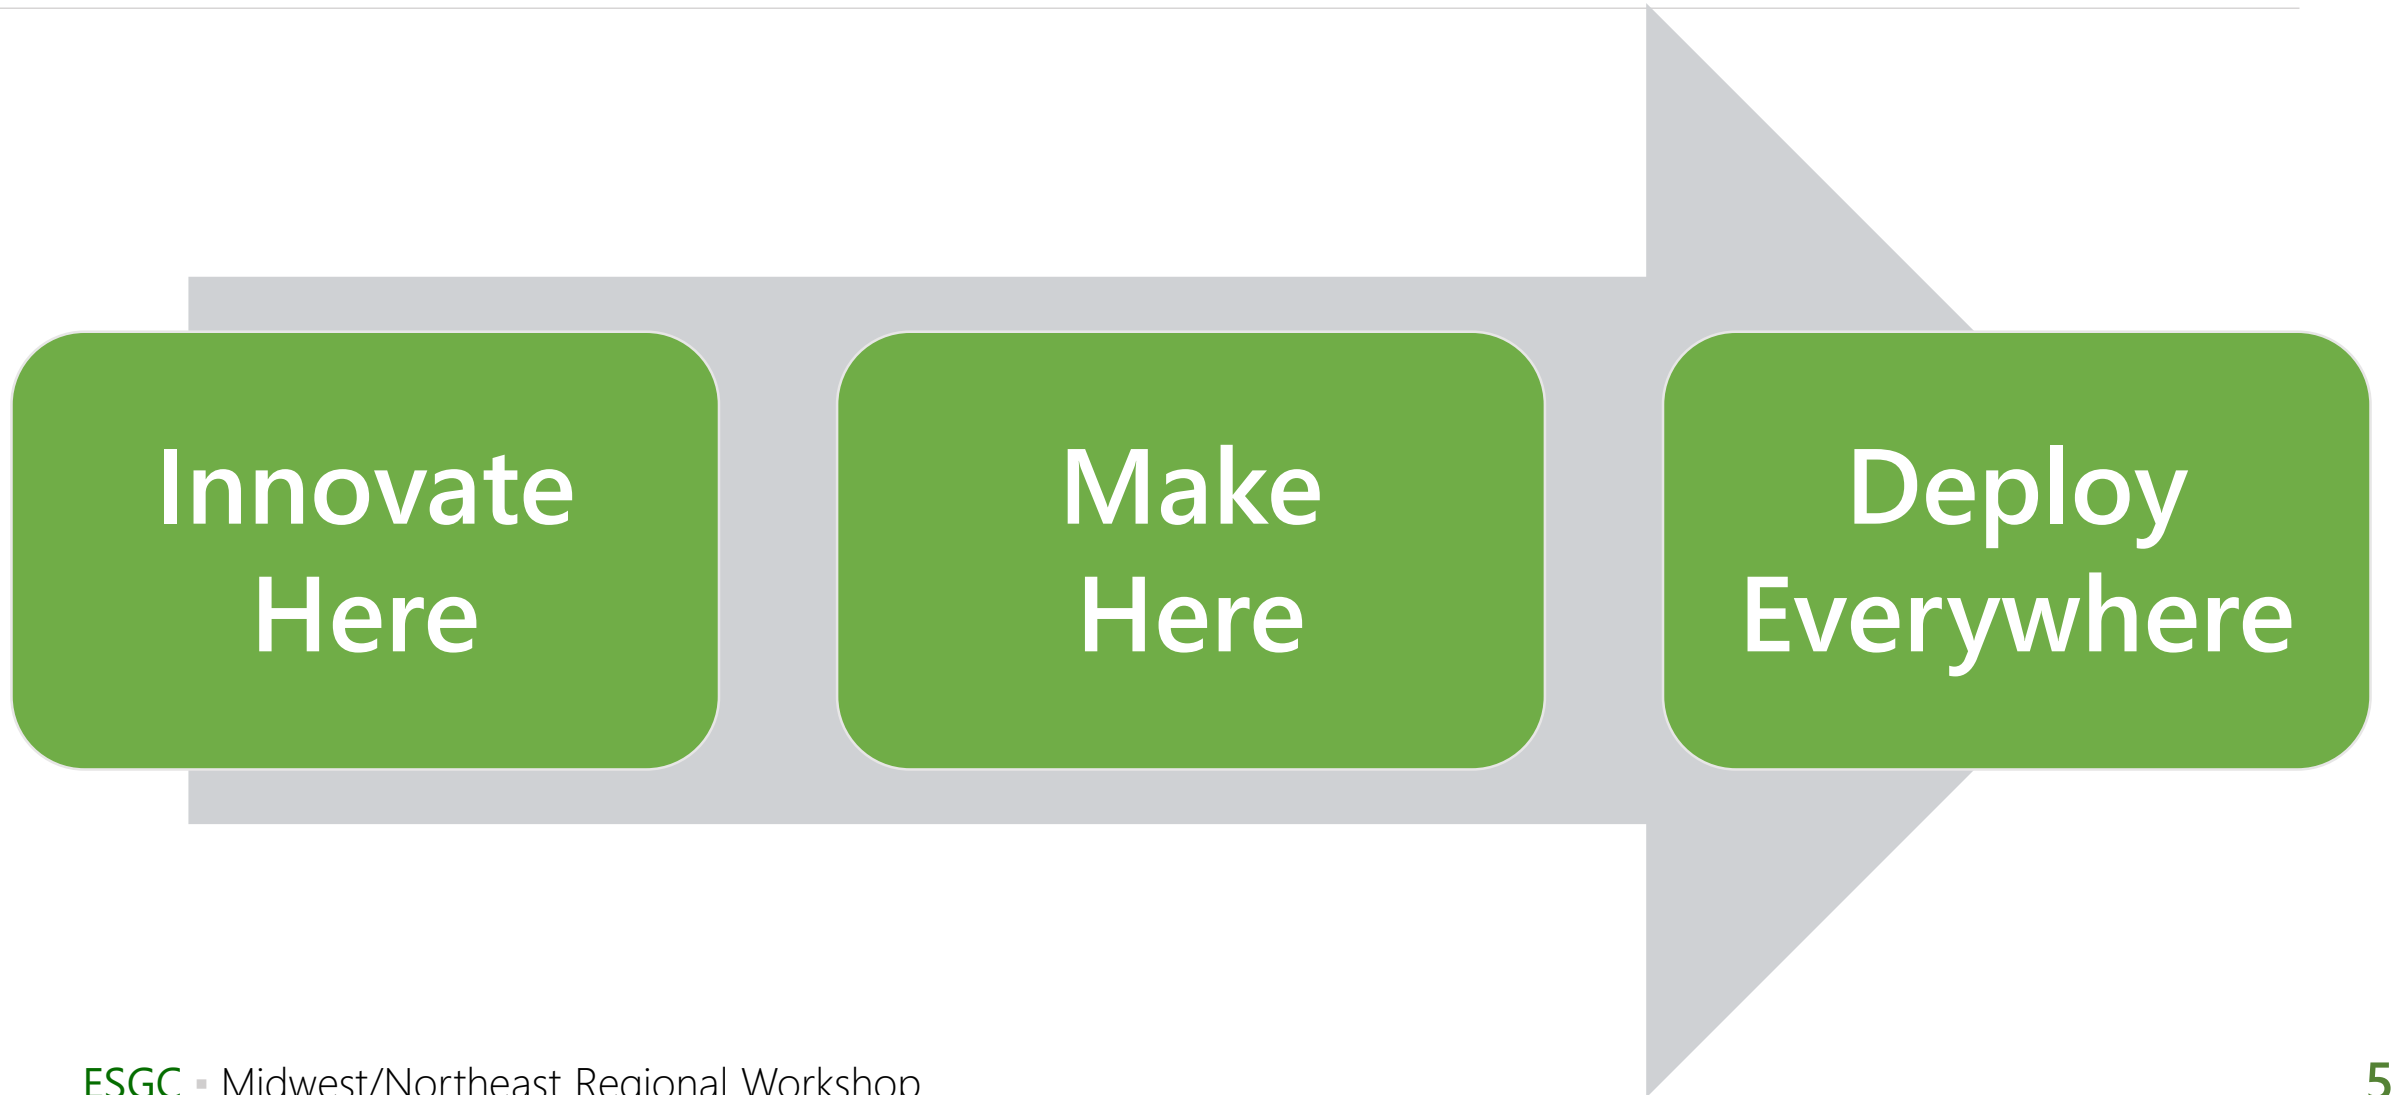 Innovate
Here
Make
Here
Deploy
Everywhere
ESGC ▪ Midwest/Northeast Regional Workshop
5